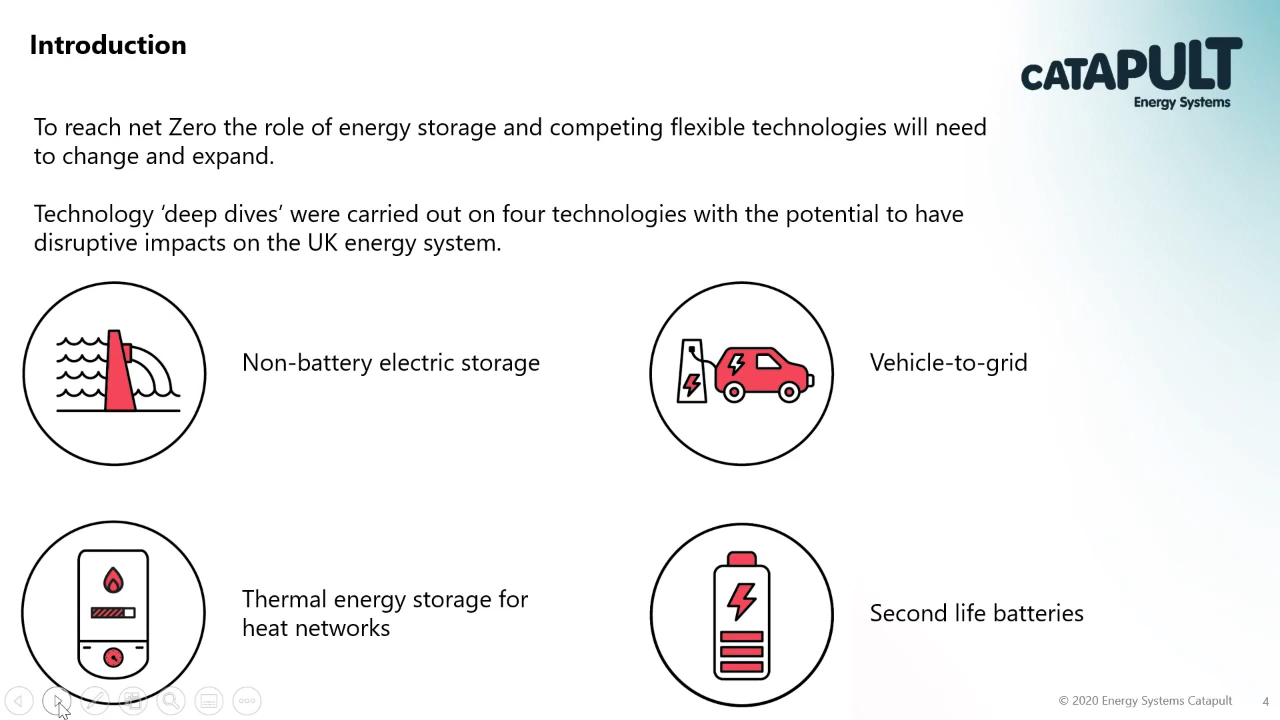 Introduction
CATAPULT
Energy Systems
To reach net Zero the role of energy storage and competing flexible technologies will need
to change and expand.
Technology ‘deep dives’ were carried out on four technologies with the potential to have
disruptive impacts on the UK energy system.
Non-battery electric storage
Vehicle-to-grid
Thermal energy storage for
heat networks
Second life batteries
© 2020 Energy Systems Catapult
4